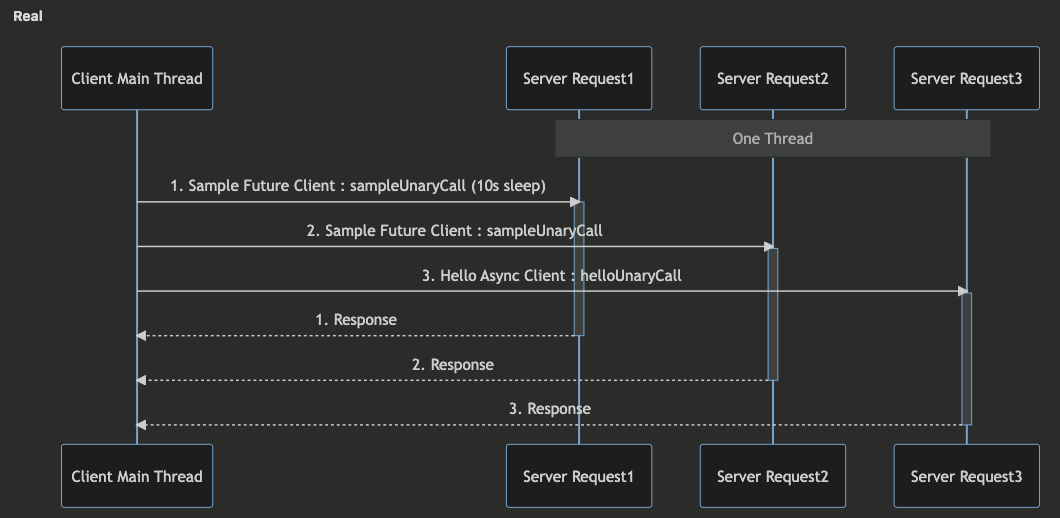 Real
Client Main Thread
Server Request1
Server Request2
Server Request3
One Thread
1. Sample Future Client : sampleUnaryCall (10s sleep)
2. Sample Future Client : sampleUnaryCall
3. Hello Async Client : helloUnaryCall
1. Response
2. Response
3. Response
Client Main Thread
Server Request1
Server Request2
Server Request3